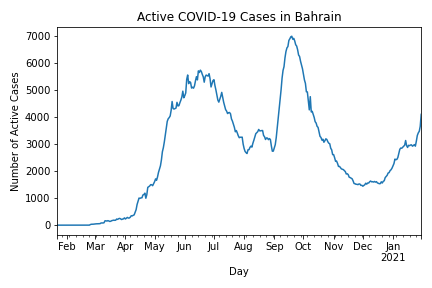 Active COVID-19 Cases in Bahrain
Number of Active Cases
7000
6000
5000
4000
3000
2000
1000
0
Feb Mar Apr May Jun Jul Aug Sep Oct Nov Dec Jan
2021
Day